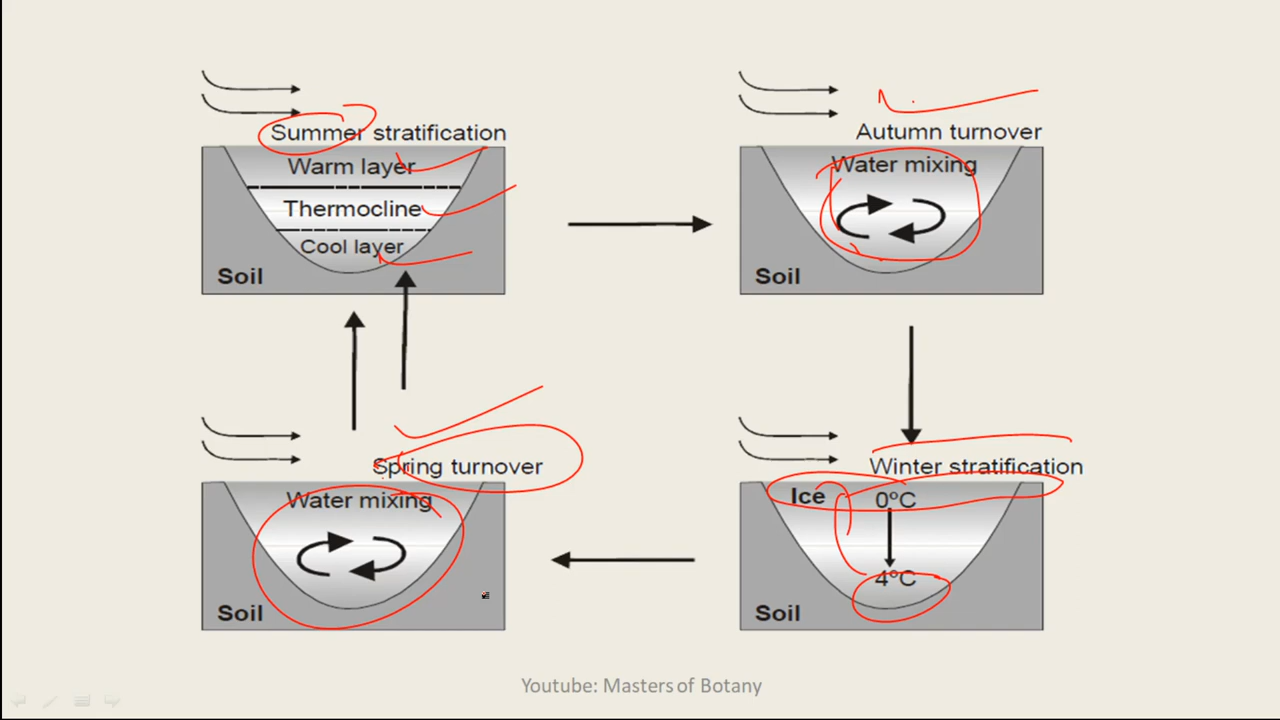 Summer stratification
Warm layer
Thermocline
Cool layer
Soil
Autumn turnover
Water mixing
Soil
Spring turnover
Water mixing
Soil
Winter stratification
Ice 0°C
4°C
Soil
Youtube: Masters of Botany